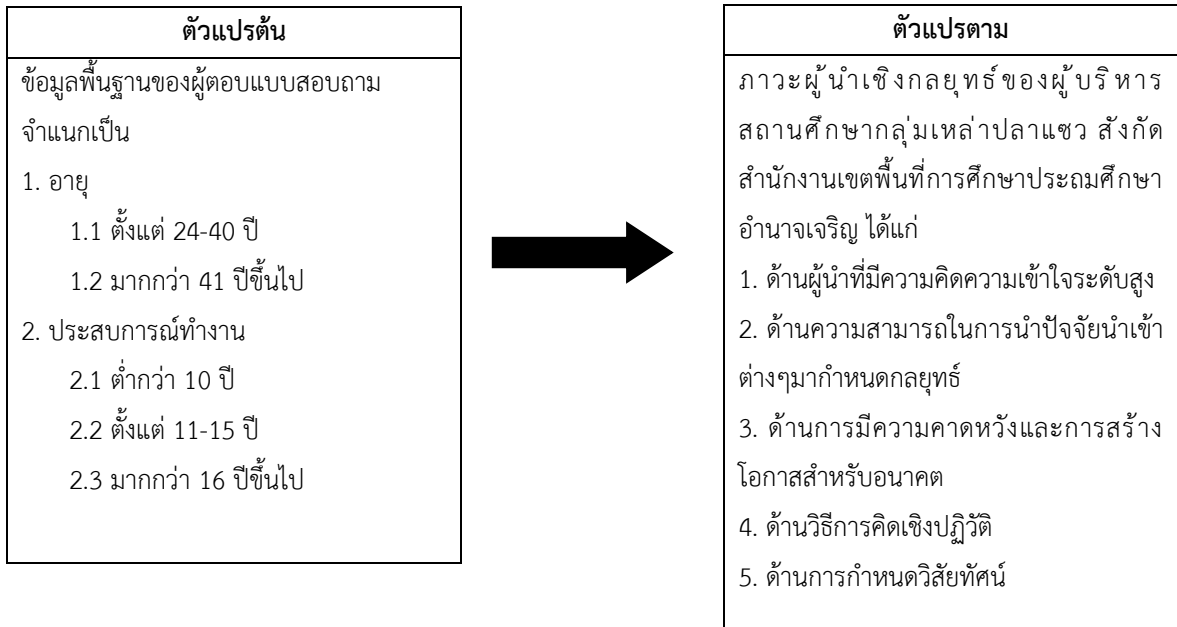 ตัวแปรต้น
ข้อมูลพื้นฐานของผู้ตอบแบบสอบถาม
จำแนกเป็น
1. อายุ
1.1 ตั้งแต่ 24-40 ปี
1.2 มากกว่า 41 ปีขึ้นไป
2. ประสบการณ์ทำงาน
2.1 ต่ำกว่า 10 ปี
2.2 ตั้งแต่ 11-15 ปี
2.3 มากกว่า 16 ปีขึ้นไป
ตัวแปรตาม
ภาวะผู้นำเชิงกลยุทธ์ของผู้บริหาร
สถานศึกษากลุ่มเหล่าปลาแซว สังกัด
สำนักงานเขตพื้นที่การศึกษาประถมศึกษา
อำนาจเจริญ ได้แก่
1. ด้านผู้นำที่มีความคิดความเข้าใจระดับสูง
2. ด้านความสามารถในการนำปัจจัยนำเข้า
ต่างๆมากำหนดกลยุทธ์
3. ด้านการมีความคาดหวังและการสร้าง
โอกาสสำหรับอนาคต
4. ด้านวิธีการคิดเชิงปฏิวัติ
5. ด้านการกำหนดวิสัยทัศน์